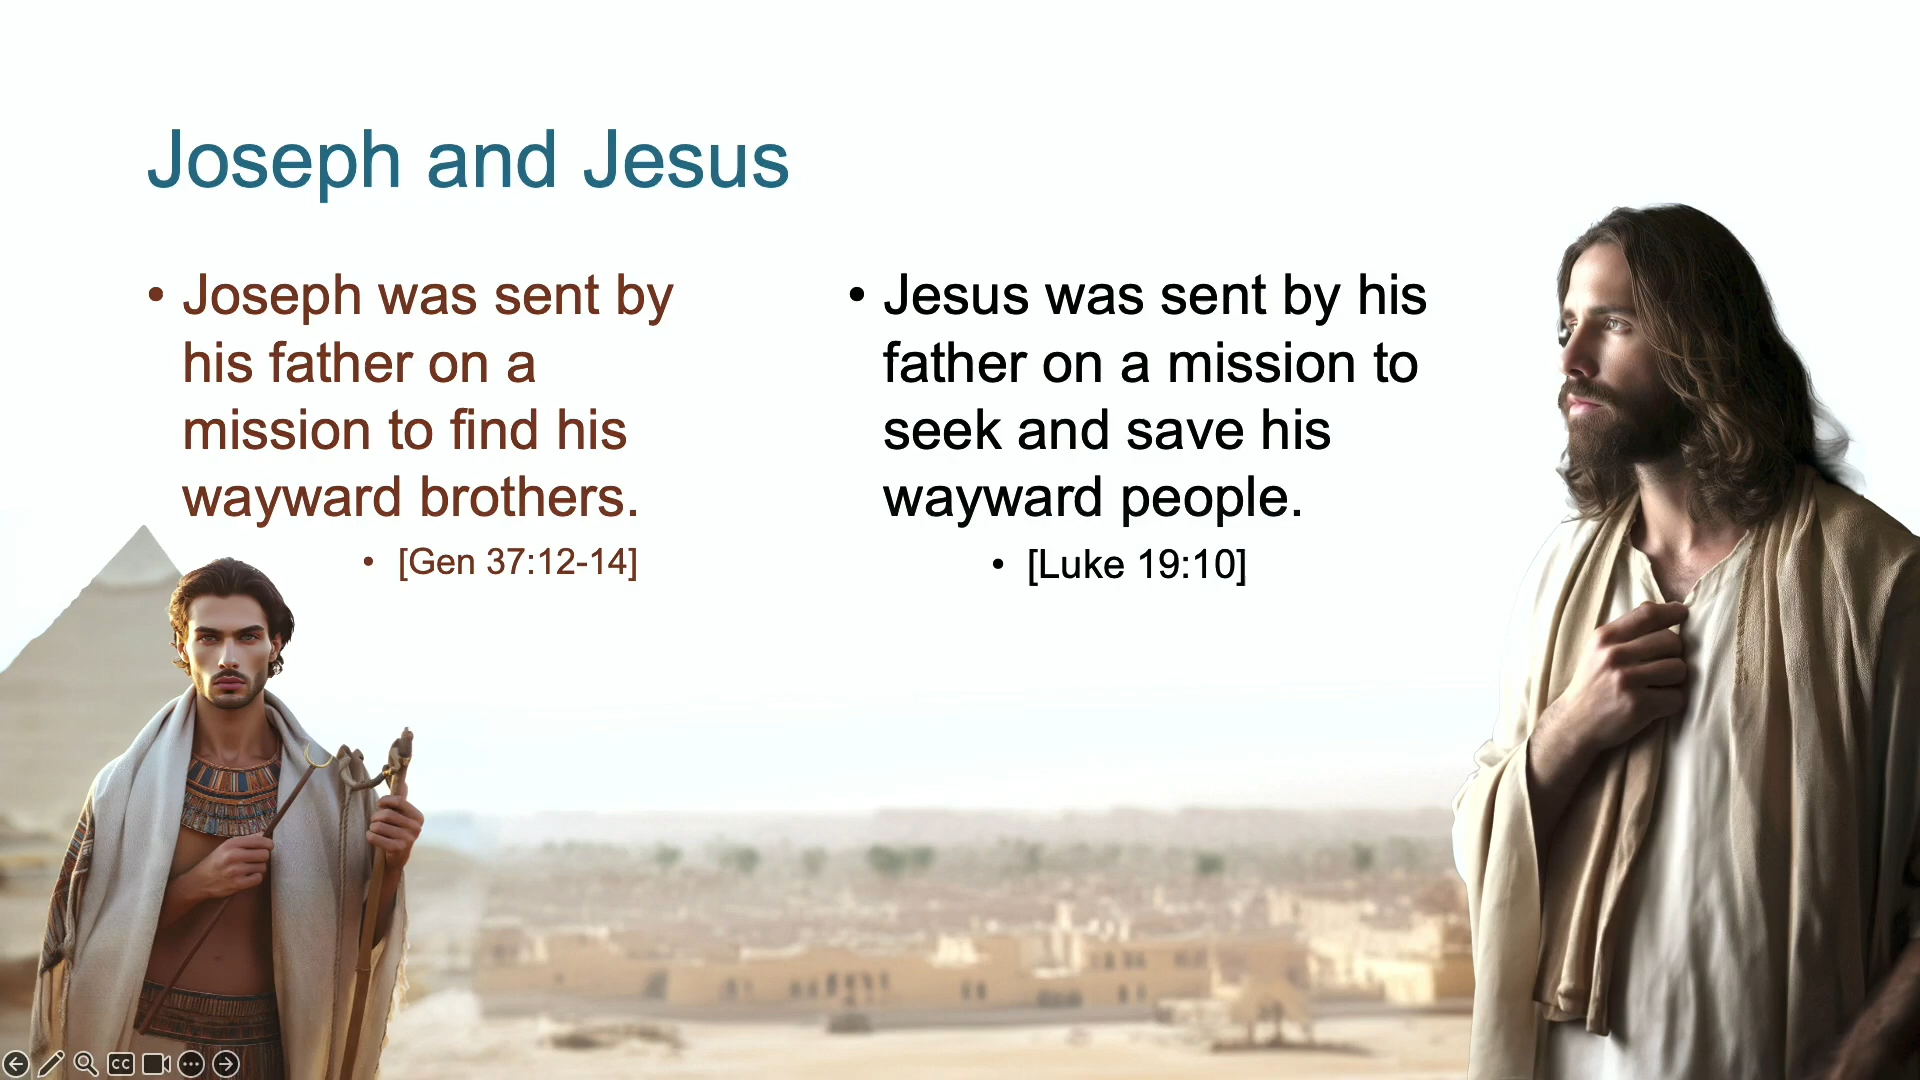 Joseph and Jesus
• Joseph was sent by
his father on a
mission to find his
wayward brothers.
• [Gen 37:12-14]
• Jesus was sent by his
father on a mission to
seek and save his
wayward people.
• [Luke 19:10]
CC